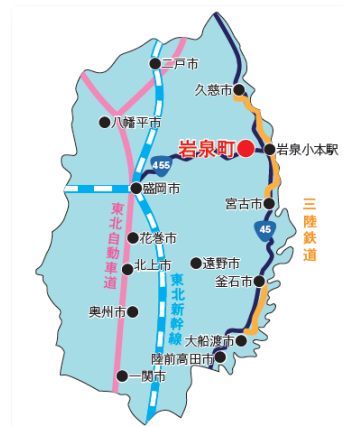 二戸市
久慈市
八幡平市
岩泉町
岩泉小本駅
455
盛岡市
宮古市
三陸鉄道
東北自動車道
花巻市
45
遠野市
北上市
東北新幹線
釜石市
奥州市
大船渡市
陸前高田市
一関市